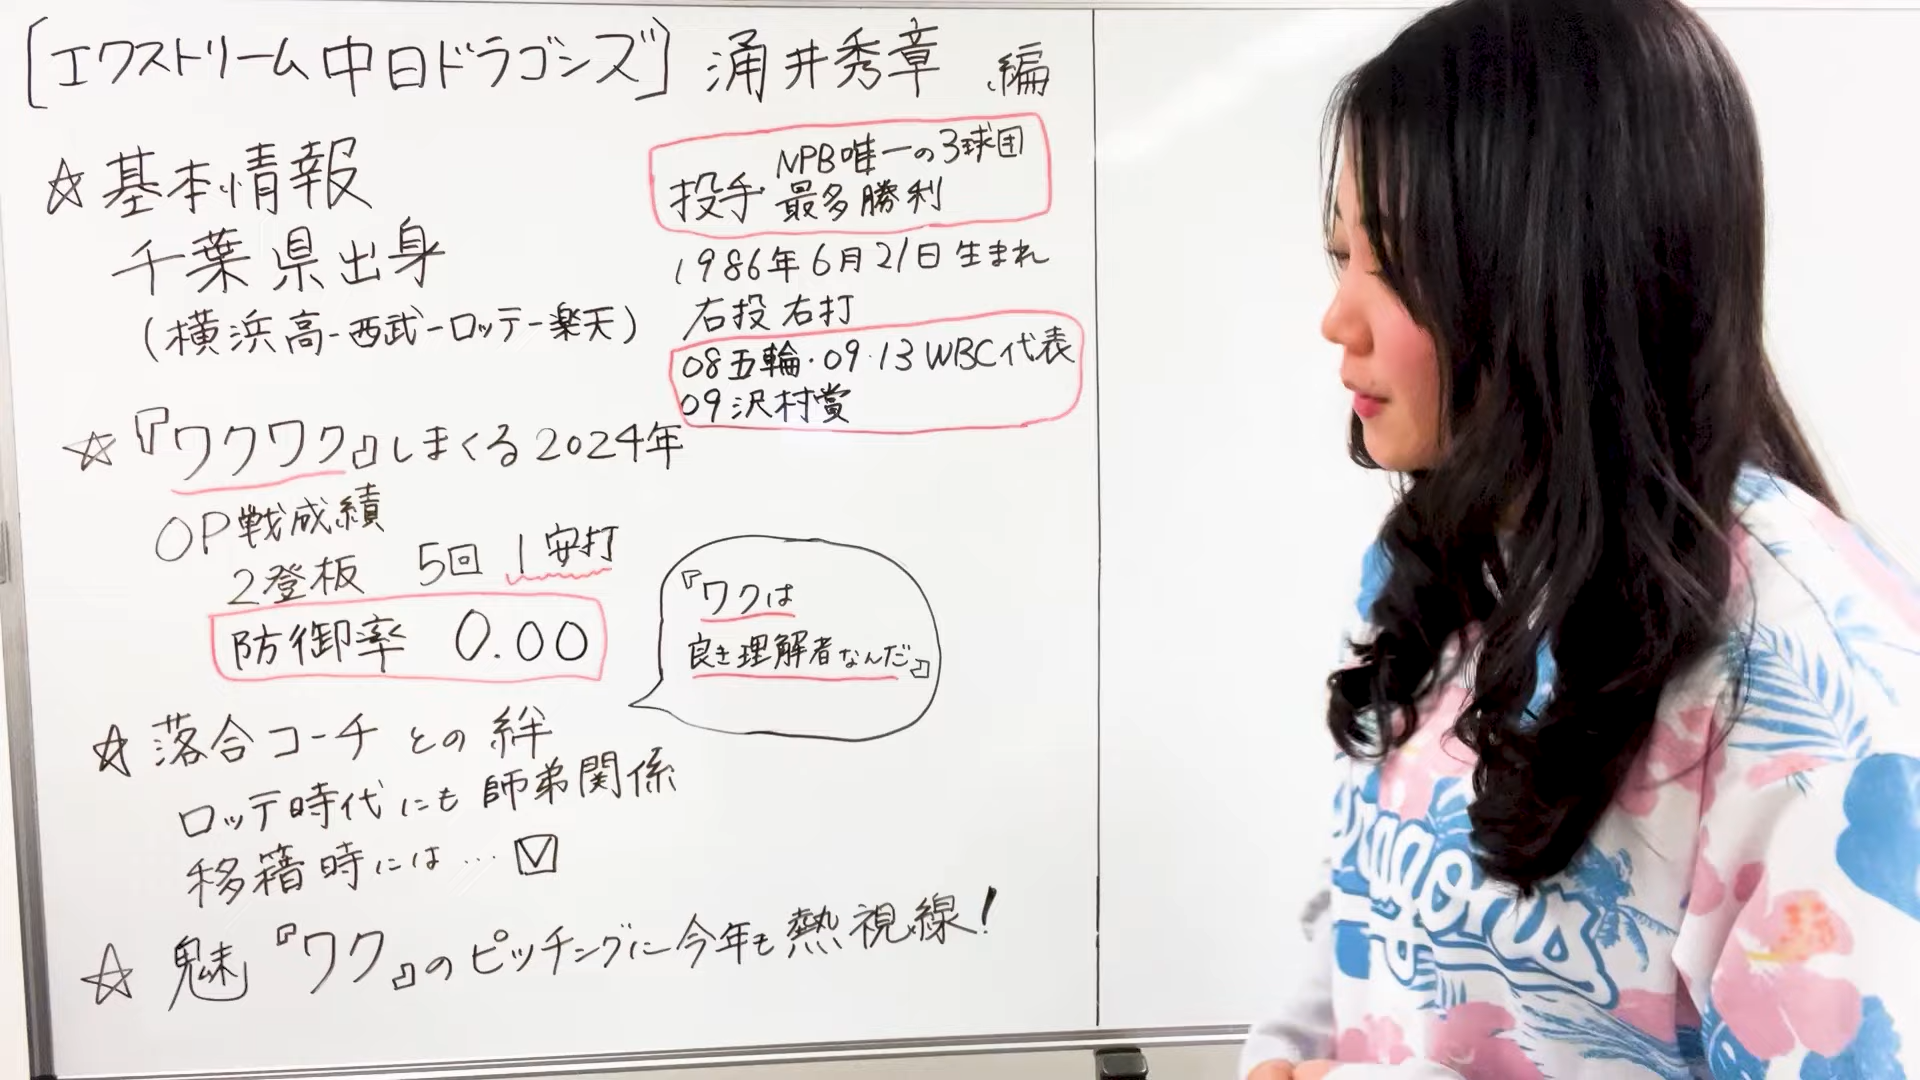 [エクストリーム中日ドラゴンズ] 涌井秀章 編
☆基本情報
千葉県出身
(横浜高-西武-ロッテ-楽天)
投手 NPB唯一の3球団
最多勝利
1986年6月21日生まれ
右投右打
08五輪・09・13 WBC代表
09沢村賞
☆『ワクワク』しまくる2024年
OP戦成績
2登板 5回 1安打
防御率 0.00
『ワクは
良き理解者なんだ』
☆落合コーチとの絆
ロッテ時代にも師弟関係
移籍時には…☑
☆魅『ワク』のピッチングに今年も熱視線!
Dragons